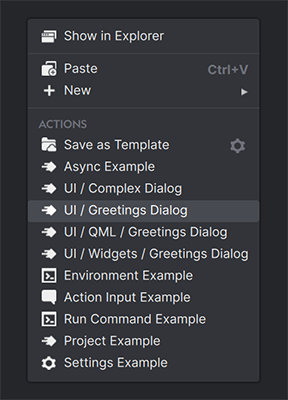 Show in Explorer
Paste Ctrl+V
New
ACTIONS
Save as Template
Async Example
UI / Complex Dialog
UI / Greetings Dialog
UI / QML / Greetings Dialog
UI / Widgets / Greetings Dialog
Environment Example
Action Input Example
Run Command Example
Project Example
Settings Example